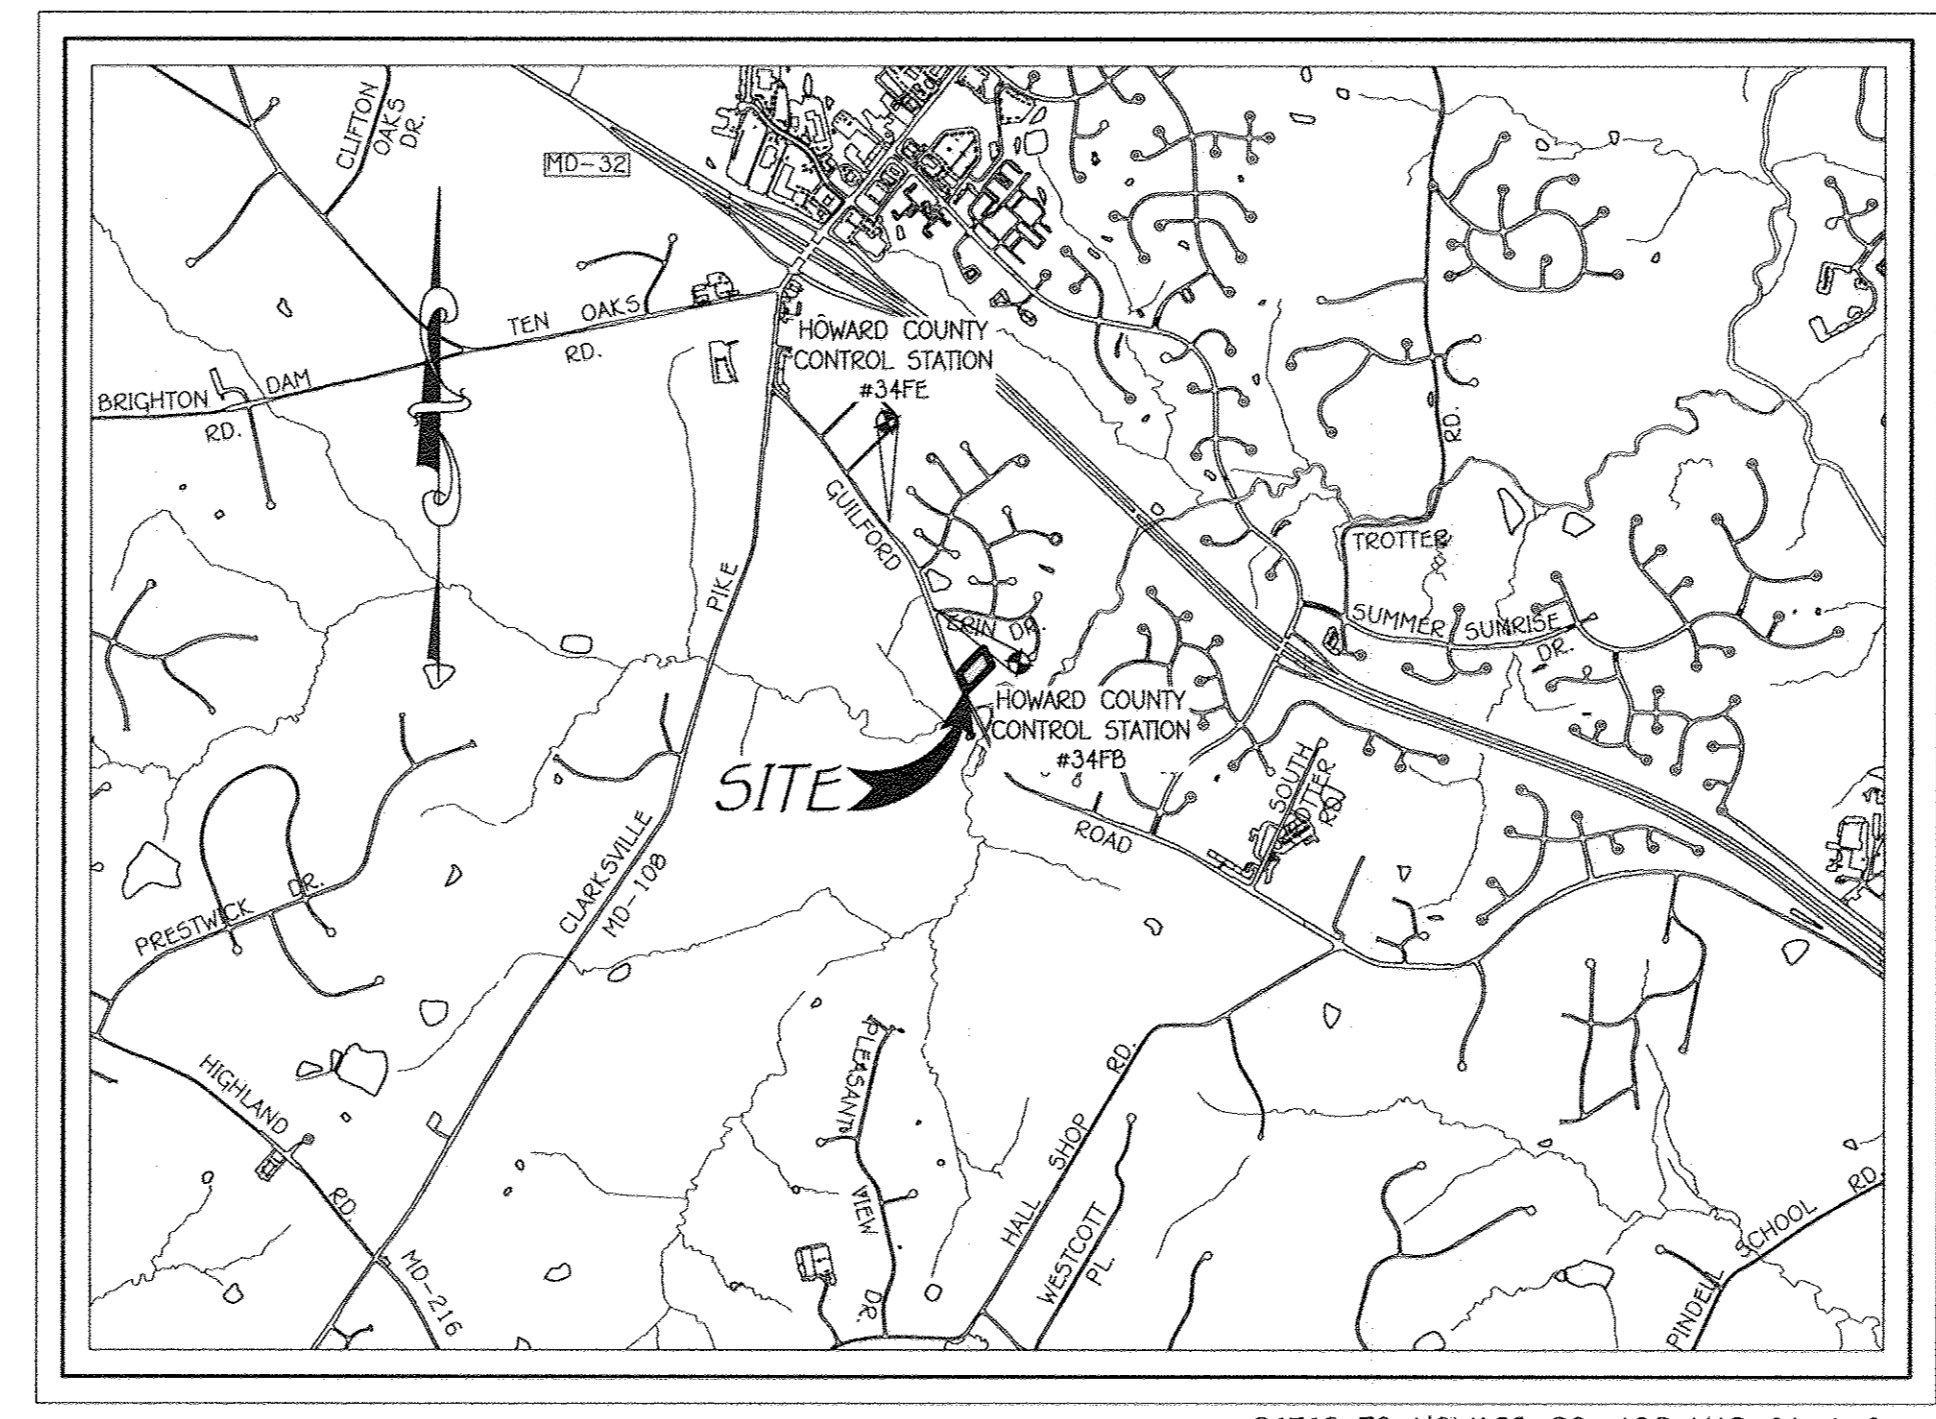 CLIFTON
OAKS
DR.
MD-32
TEN OAKS
RD.
BRIGHTON DAM
RD.
HOWARD COUNTY
CONTROL STATION
#34FE
GUILFORD
PIKE
RD.
TROTTER
ERIN DR.
SUMMER SUNRISE
DR.
HOWARD COUNTY
CONTROL STATION
#34FB
SITE
SOUTH
TROTTER
RD.
ROAD
CLARKSVILLE
MD-108
PRESTWICK DR.
HIGHLAND
RD.
MD-216
PLEASANT
VIEW
DR.
HALL SHOP RD.
WESTCOTT
PL.
PINDELL SCHOOL RD.